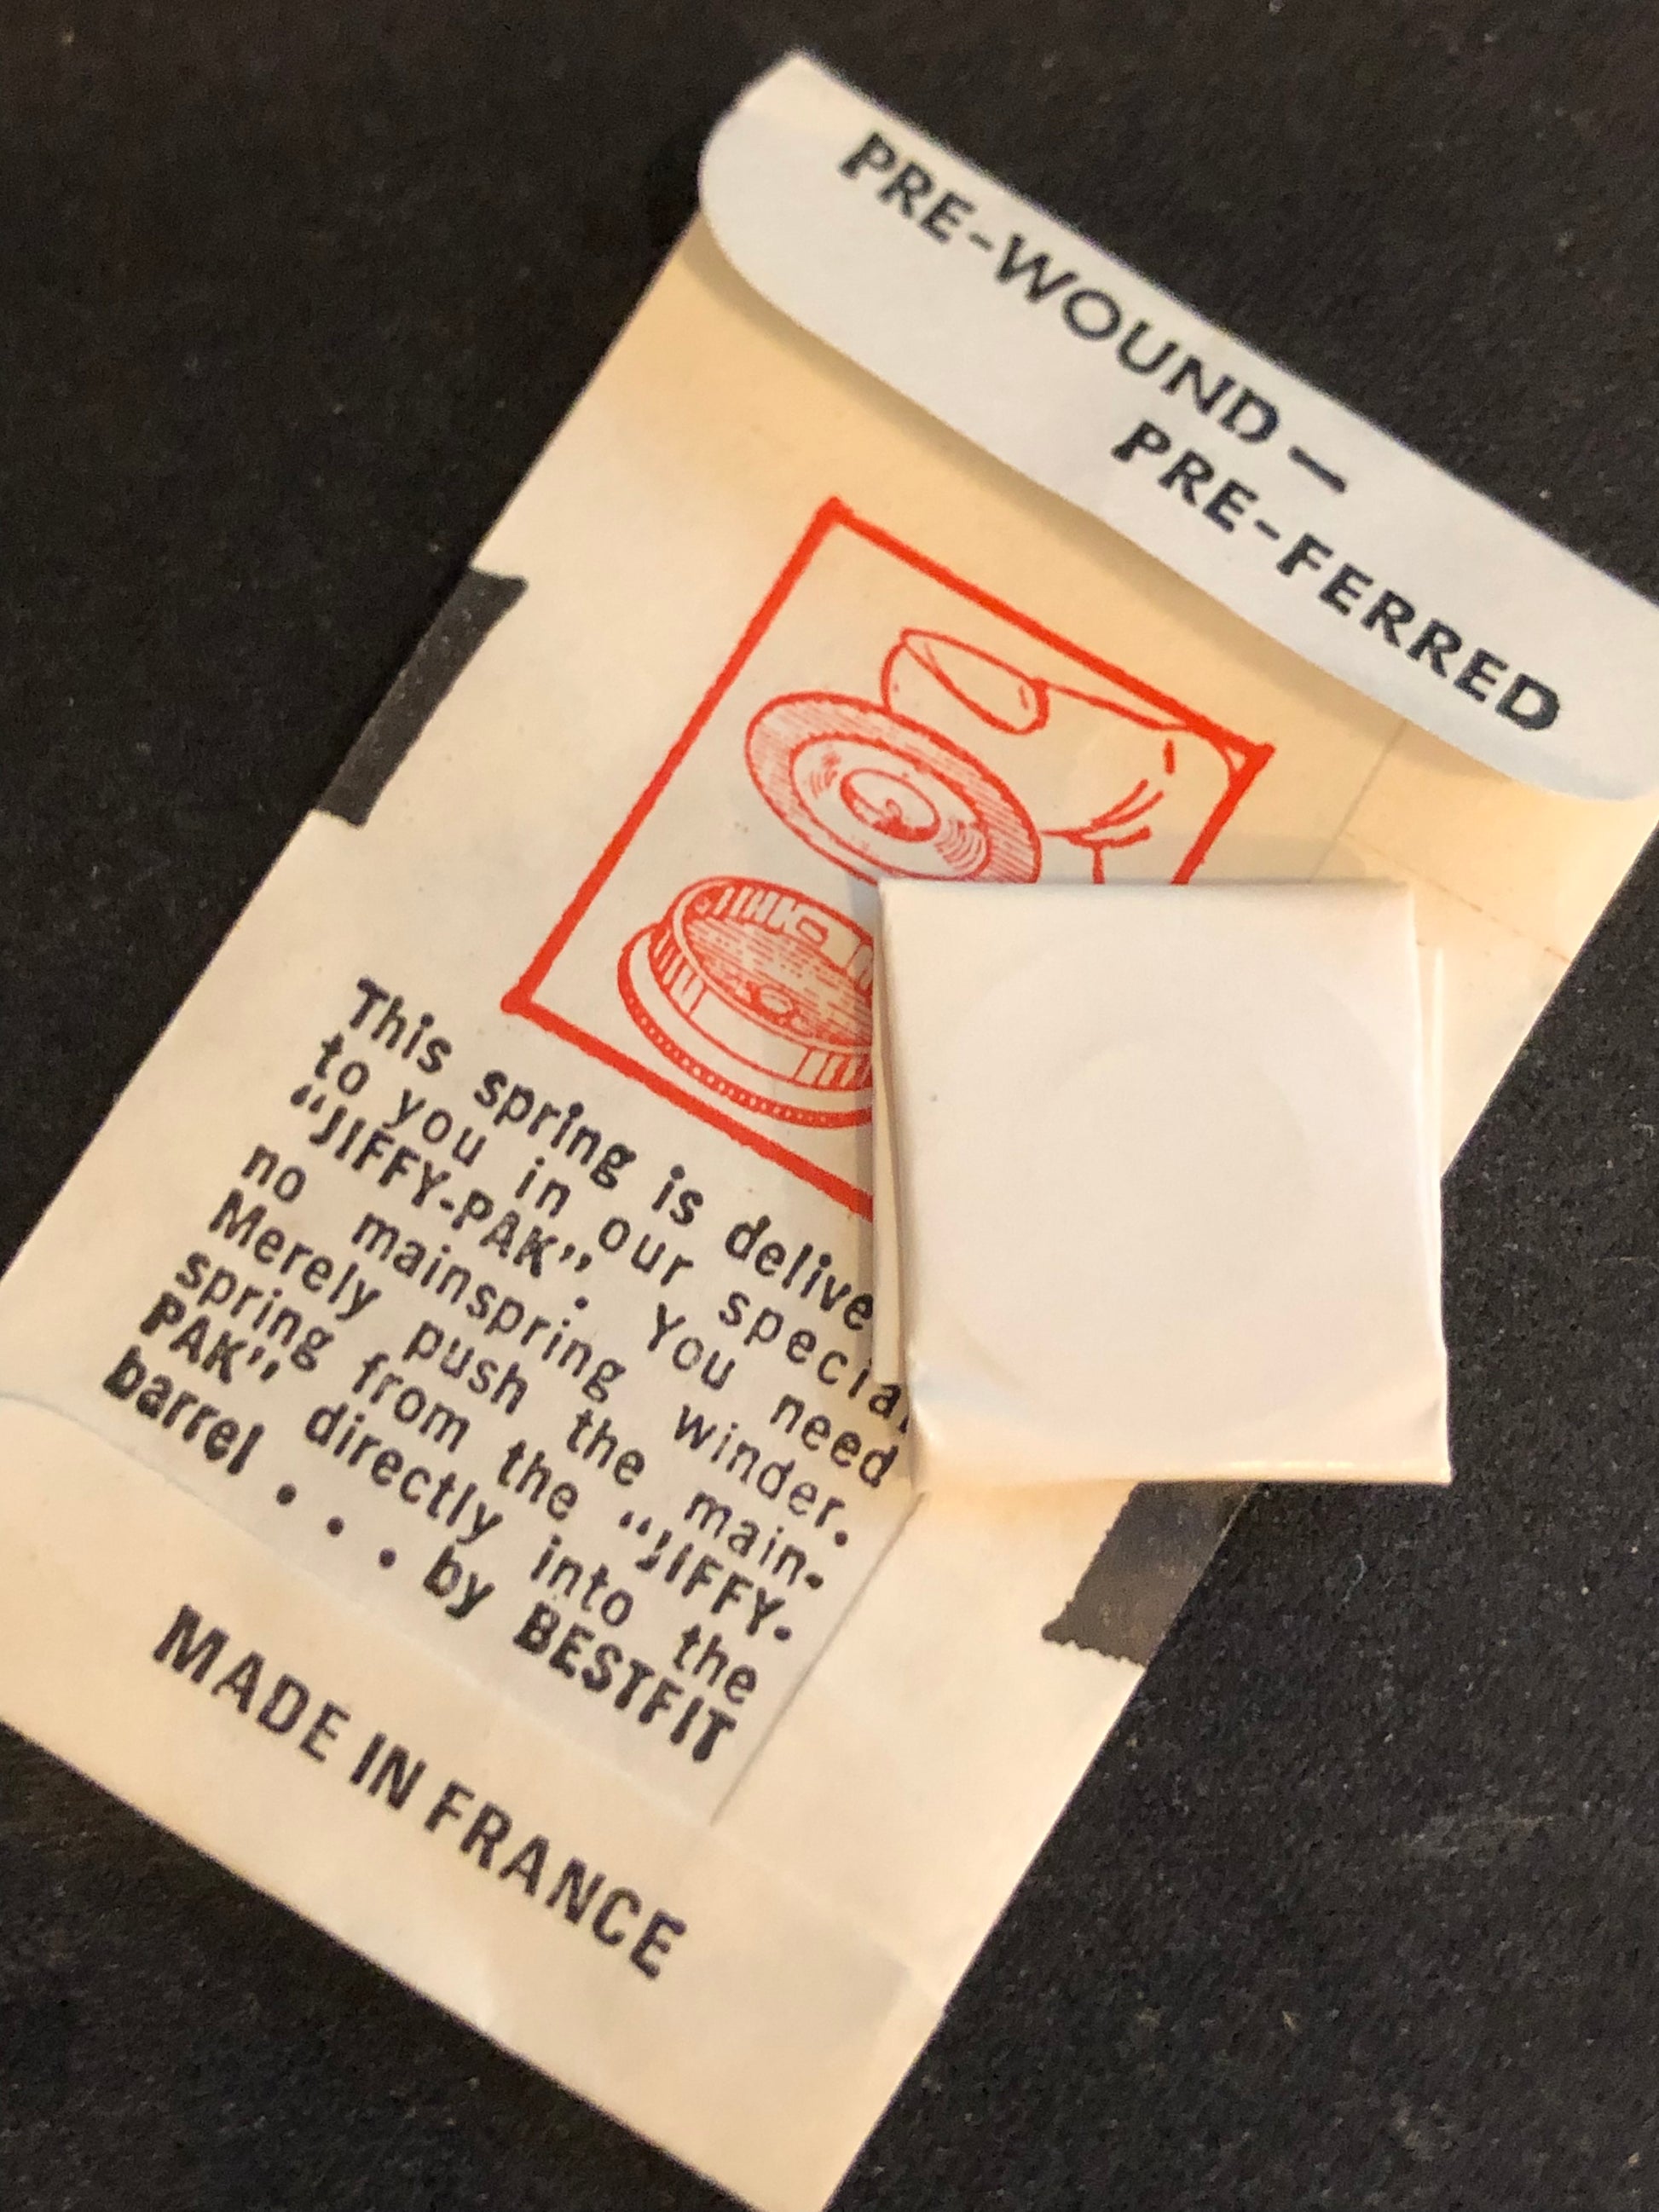 PRE-WOUND —
PRE-FERRED
This spring is delive
to you in our special
“JIFFY-PAK”. You need
no mainspring winder.
Merely push the main-
spring from the “JIFFY-
PAK” directly into the
barrel . . . by BESTFIT
MADE IN FRANCE